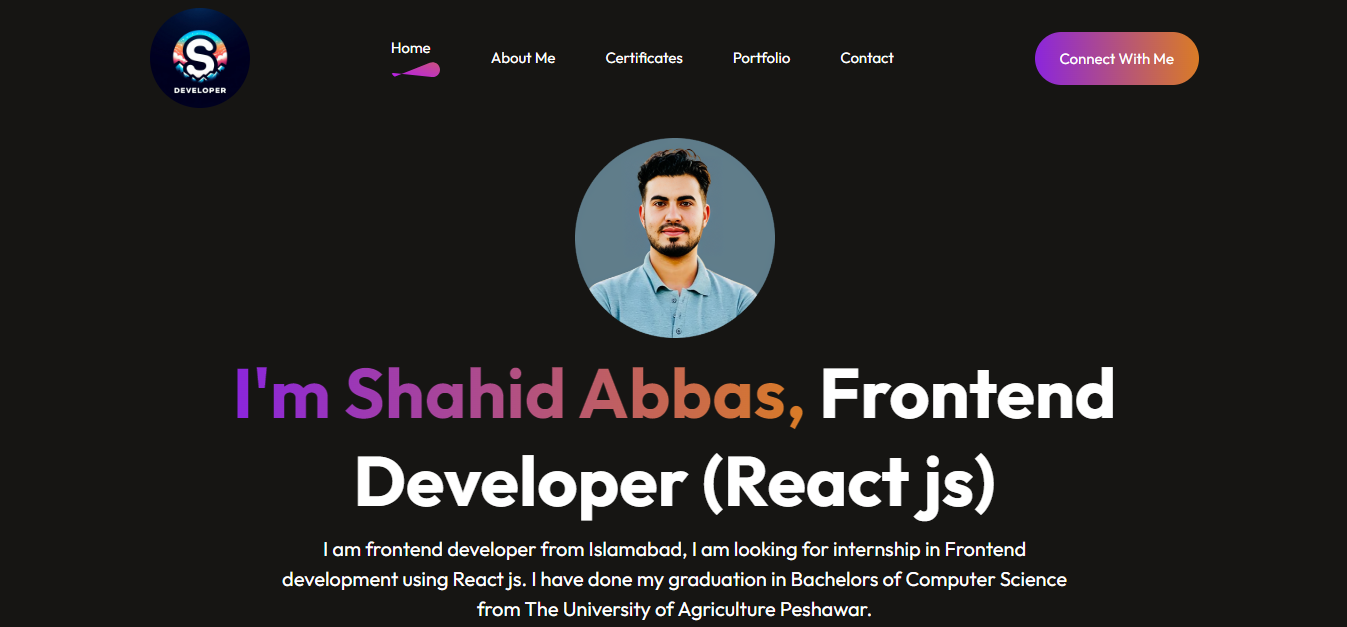 S
DEVELOPER
Home
About Me
Certificates
Portfolio
Contact
Connect With Me
I'm Shahid Abbas, Frontend
Developer (React js)
I am frontend developer from Islamabad, I am looking for internship in Frontend
development using React js. I have done my graduation in Bachelors of Computer Science
from The University of Agriculture Peshawar.